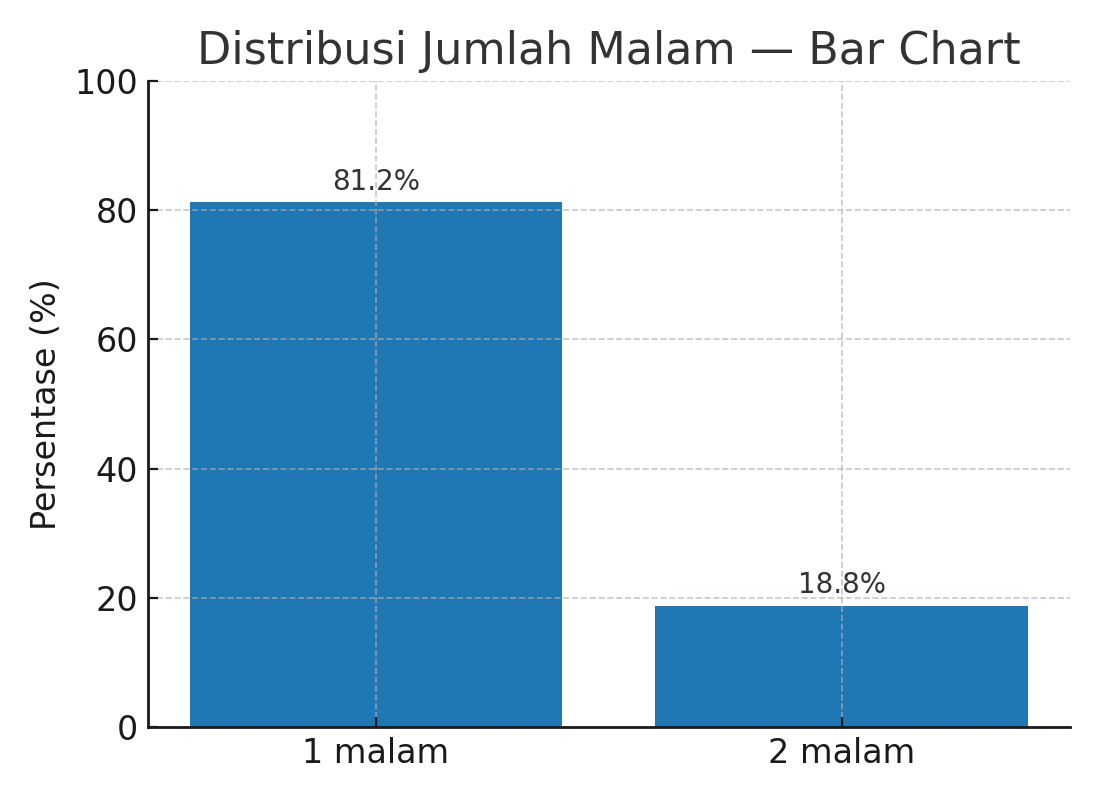 Distribusi Jumlah Malam — Bar Chart
Persentase (%)
100
80
60
40
20
0
81.2%
18.8%
1 malam
2 malam